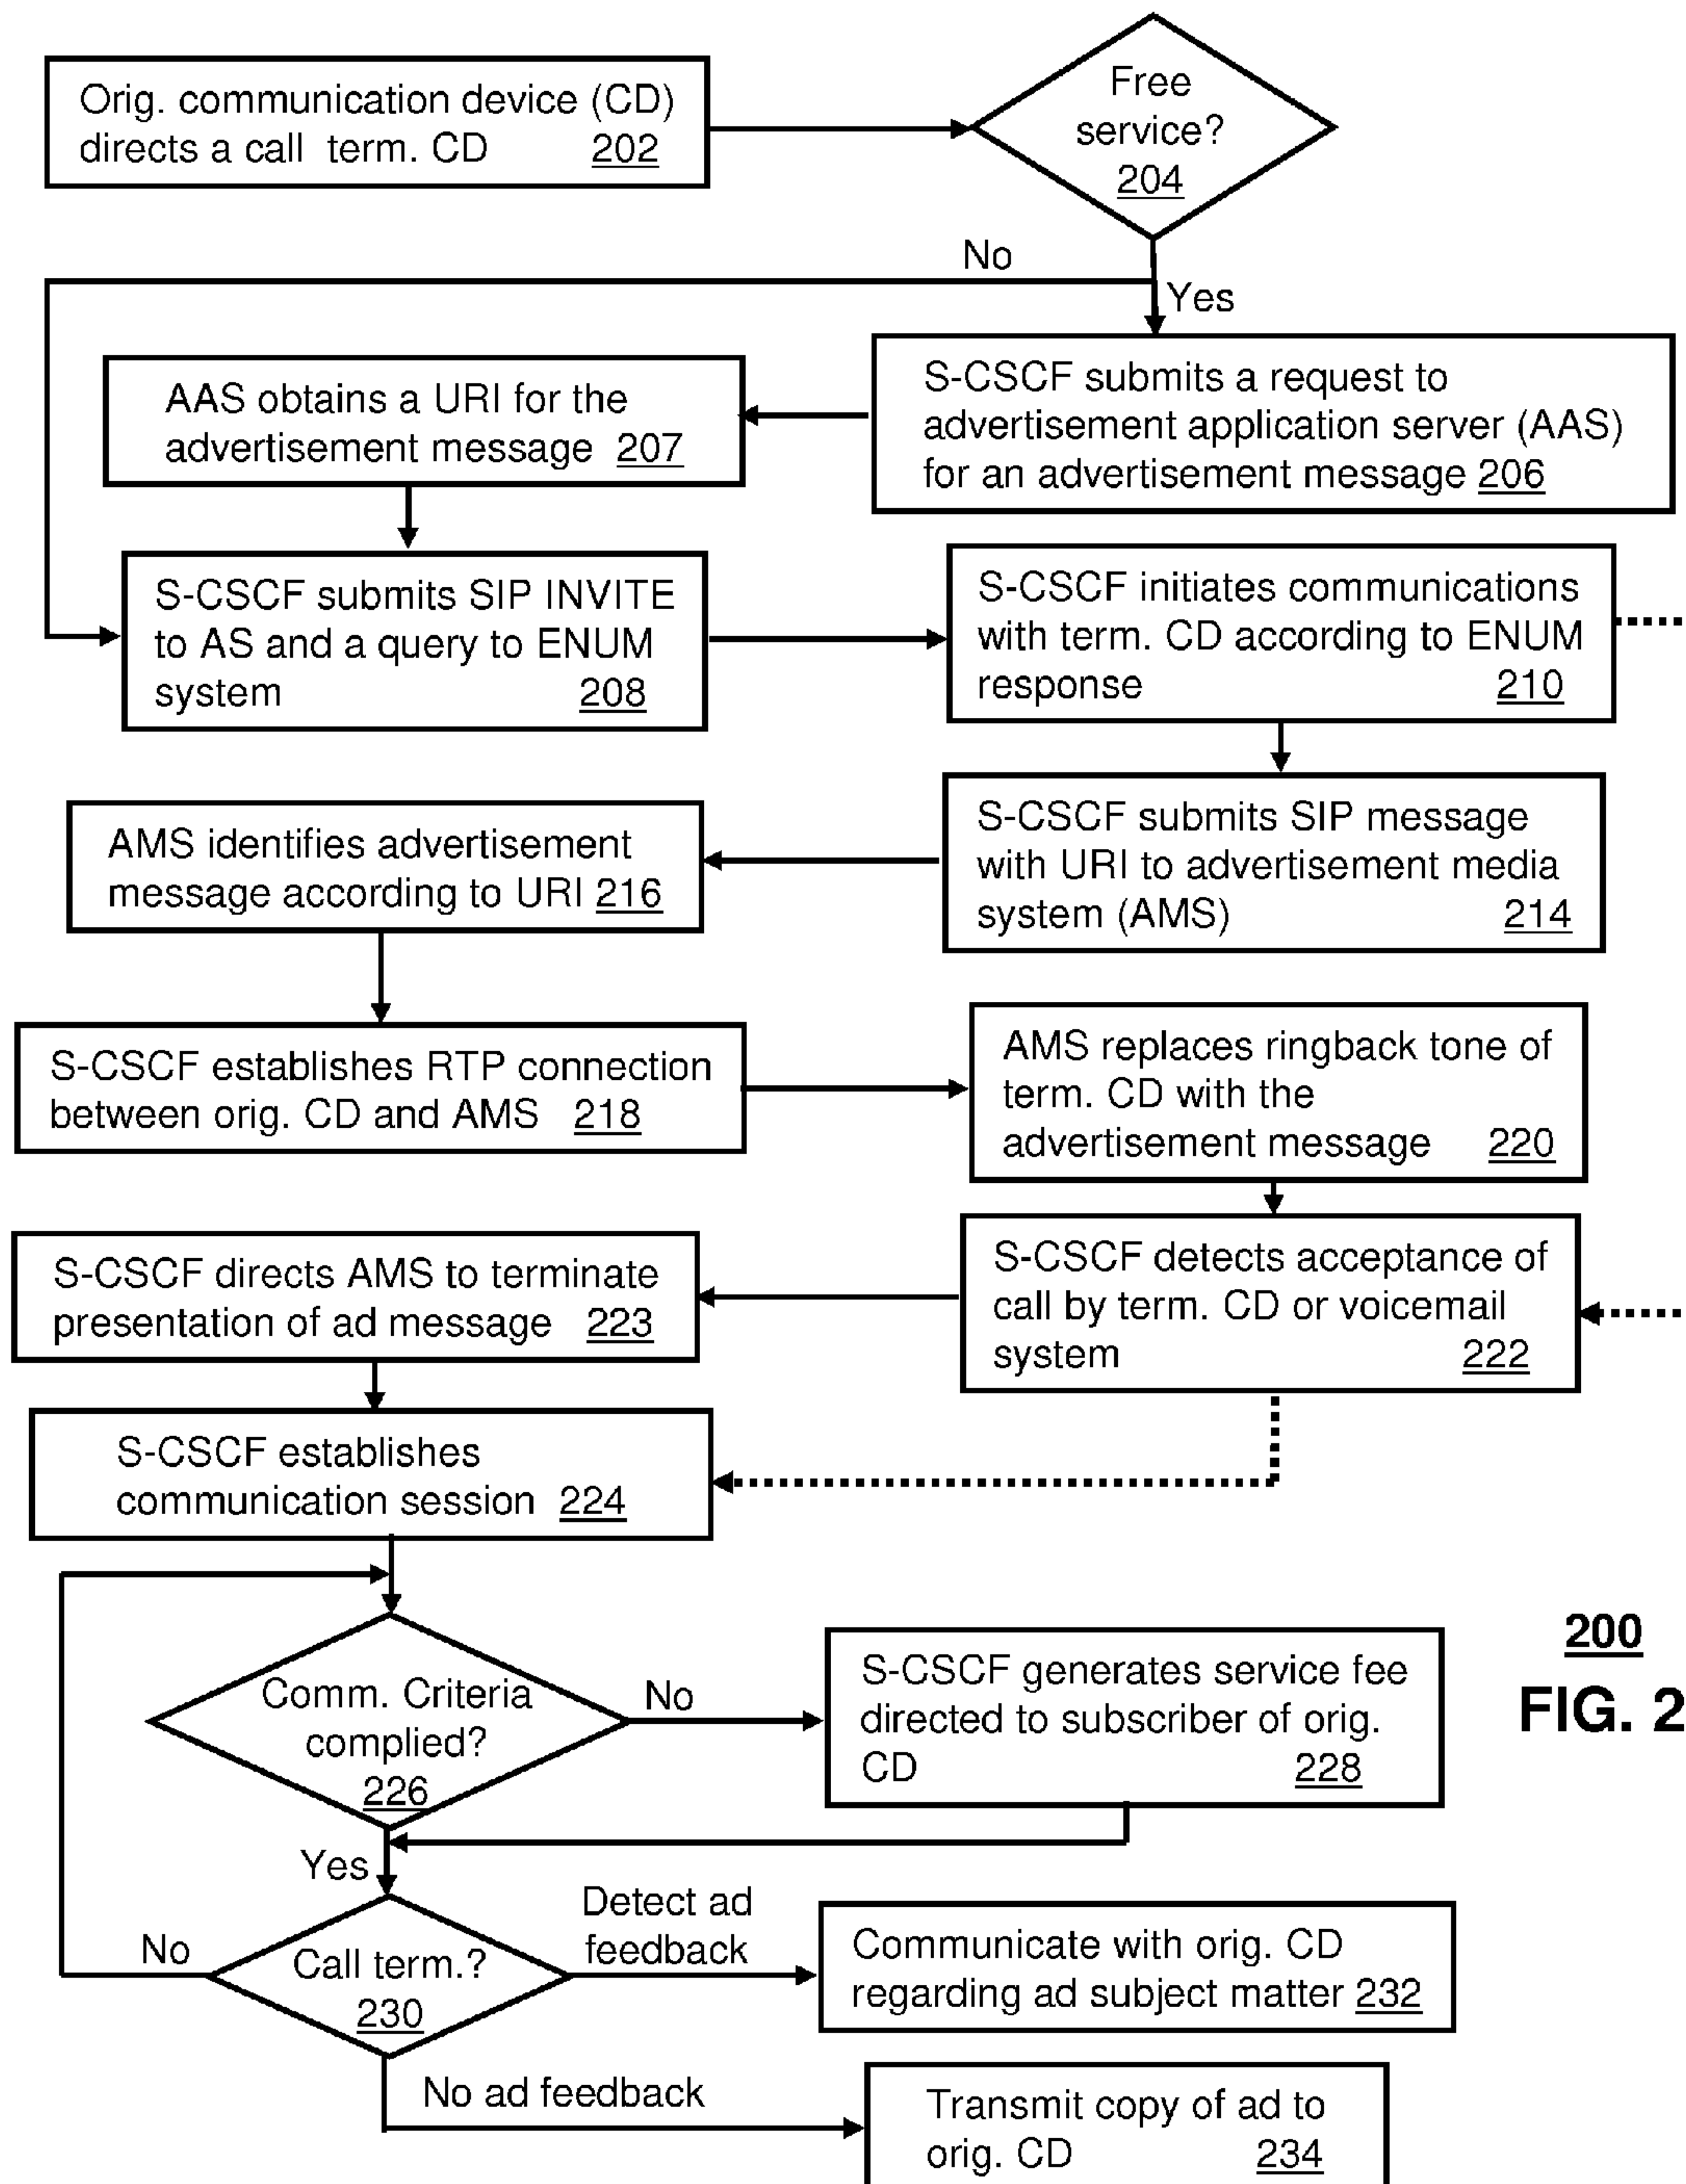 Orig. communication device (CD)
directs a call term. CD 202
Free
service?
204
No
Yes
S-CSCF submits a request to
advertisement application server (AAS)
for an advertisement message 206
AAS obtains a URI for the
advertisement message 207
S-CSCF submits SIP INVITE
to AS and a query to ENUM
system 208
S-CSCF initiates communications
with term. CD according to ENUM
response 210
S-CSCF submits SIP message
with URI to advertisement media
system (AMS) 214
AMS identifies advertisement
message according to URI 216
S-CSCF establishes RTP connection
between orig. CD and AMS 218
AMS replaces ringback tone of
term. CD with the
advertisement message 220
S-CSCF detects acceptance of
call by term. CD or voicemail
system 222
S-CSCF directs AMS to terminate
presentation of ad message 223
S-CSCF establishes
communication session 224
Comm. Criteria
complied?
226
No
S-CSCF generates service fee
directed to subscriber of orig.
CD 228
200
FIG. 2
Yes
Call term.?
230
No
Detect ad
feedback
Communicate with orig. CD
regarding ad subject matter 232
No ad feedback
Transmit copy of ad to
orig. CD 234